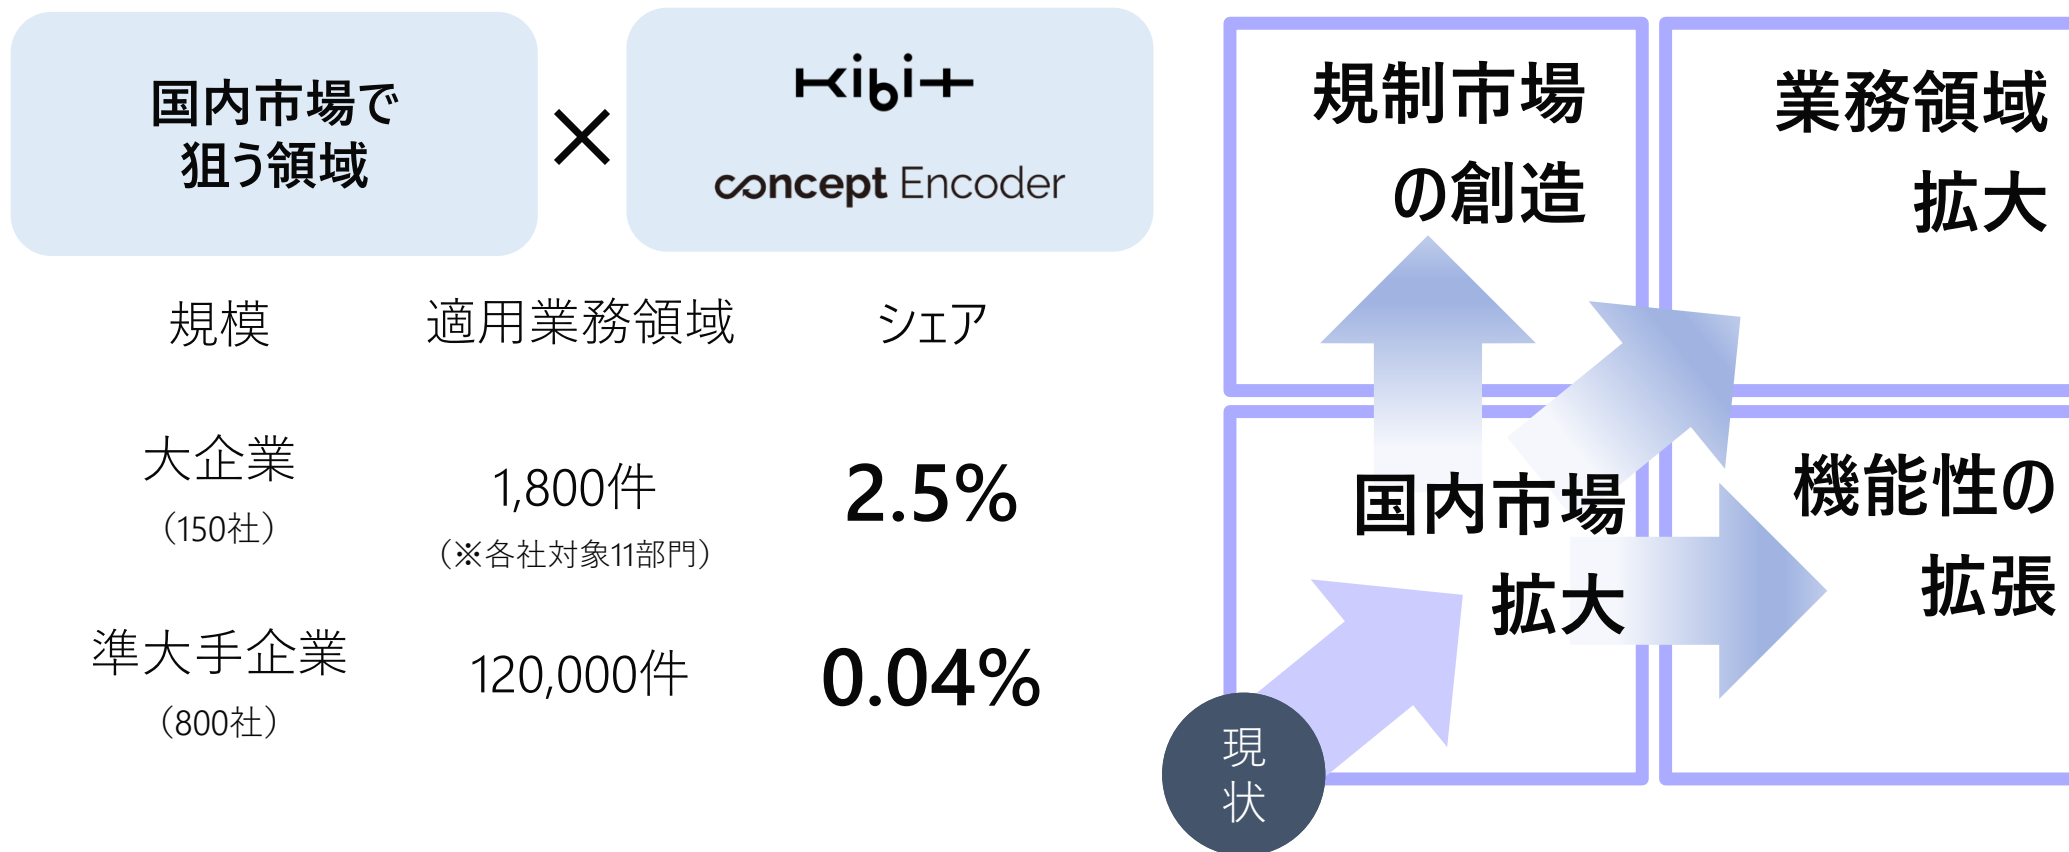 国内市場で
狙う領域
×
KibiT
concept Encoder
規模 適用業務領域 シェア
大企業
（150社）
1,800件
（※各社対象11部門）
2.5%
準大手企業
（800社）
120,000件
0.04%
規制市場
の創造
業務領域
拡大
国内市場
拡大
機能性の
拡張
現
状